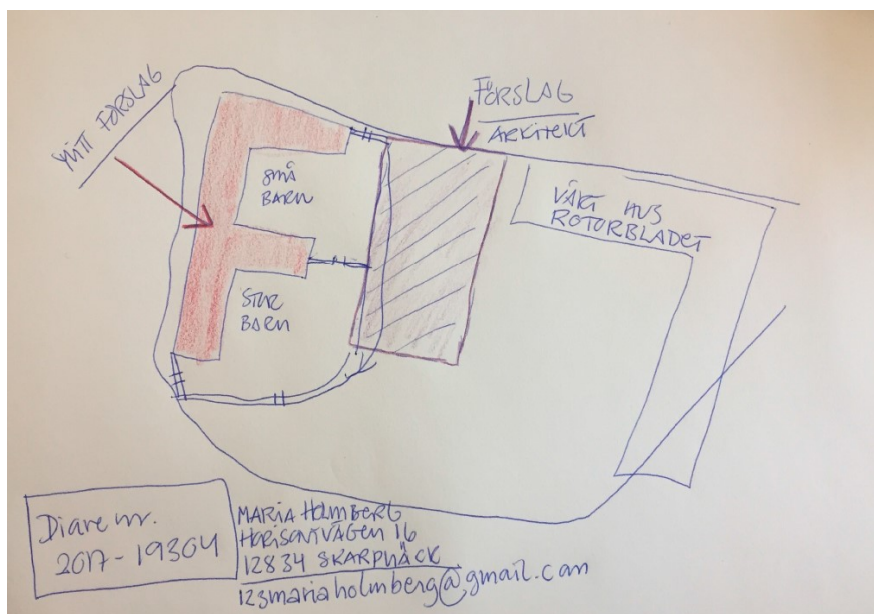 MITT FÖRSLAG
FÖRSLAG
ARKITEKT
SMÅ
BARN
VÅRT HUS
ROTORBLADET
STOR
BARN
Diare nr.
2017-19304
MARIA HOLMBERG
HORISONTVÄGEN 16
12834 SKARPNÄCK
123mariaholmberg@gmail.com